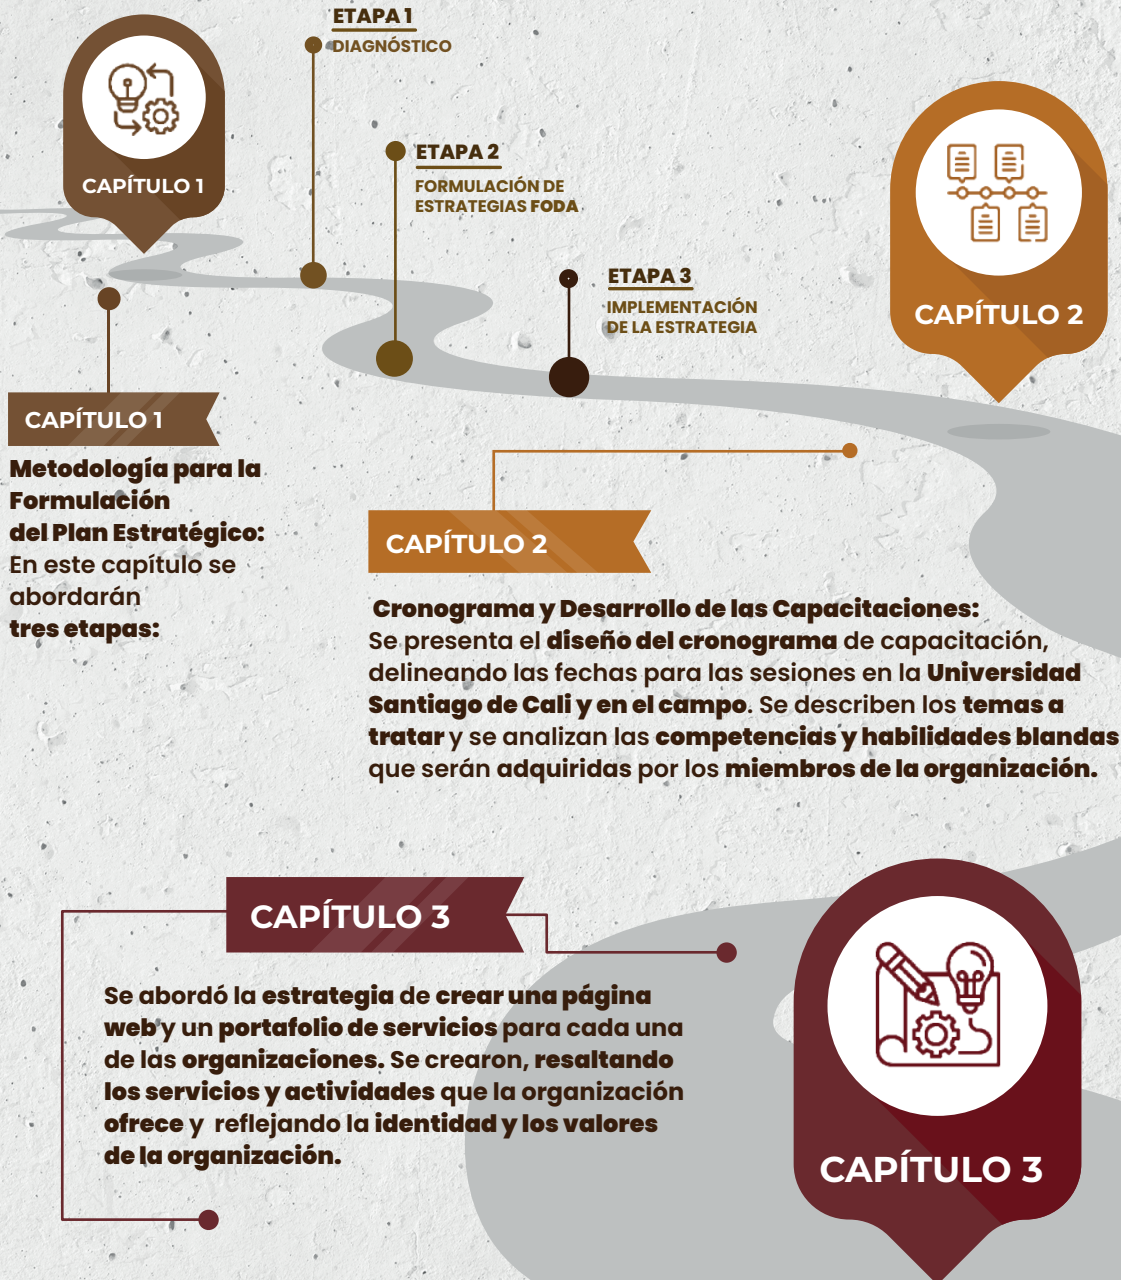 ETAPA 1
DIAGNÓSTICO
CAPÍTULO 1
ETAPA 2
FORMULACIÓN DE
ESTRATEGIAS FODA
ETAPA 3
IMPLEMENTACIÓN
DE LA ESTRATEGIA
CAPÍTULO 2
CAPÍTULO 1
Metodología para la
Formulación
del Plan Estratégico:
En este capítulo se
abordarán
tres etapas:
CAPÍTULO 2
Cronograma y Desarrollo de las Capacitaciones:
Se presenta el diseño del cronograma de capacitación,
delineando las fechas para las sesiones en la Universidad
Santiago de Cali y en el campo. Se describen los temas a
tratar y se analizan las competencias y habilidades blandas
que serán adquiridas por los miembros de la organización.
CAPÍTULO 3
Se abordó la estrategia de crear una página
web y un portafolio de servicios para cada una
de las organizaciones. Se crearon, resaltando
los servicios y actividades que la organización
ofrece y reflejando la identidad y los valores
de la organización.
CAPÍTULO 3